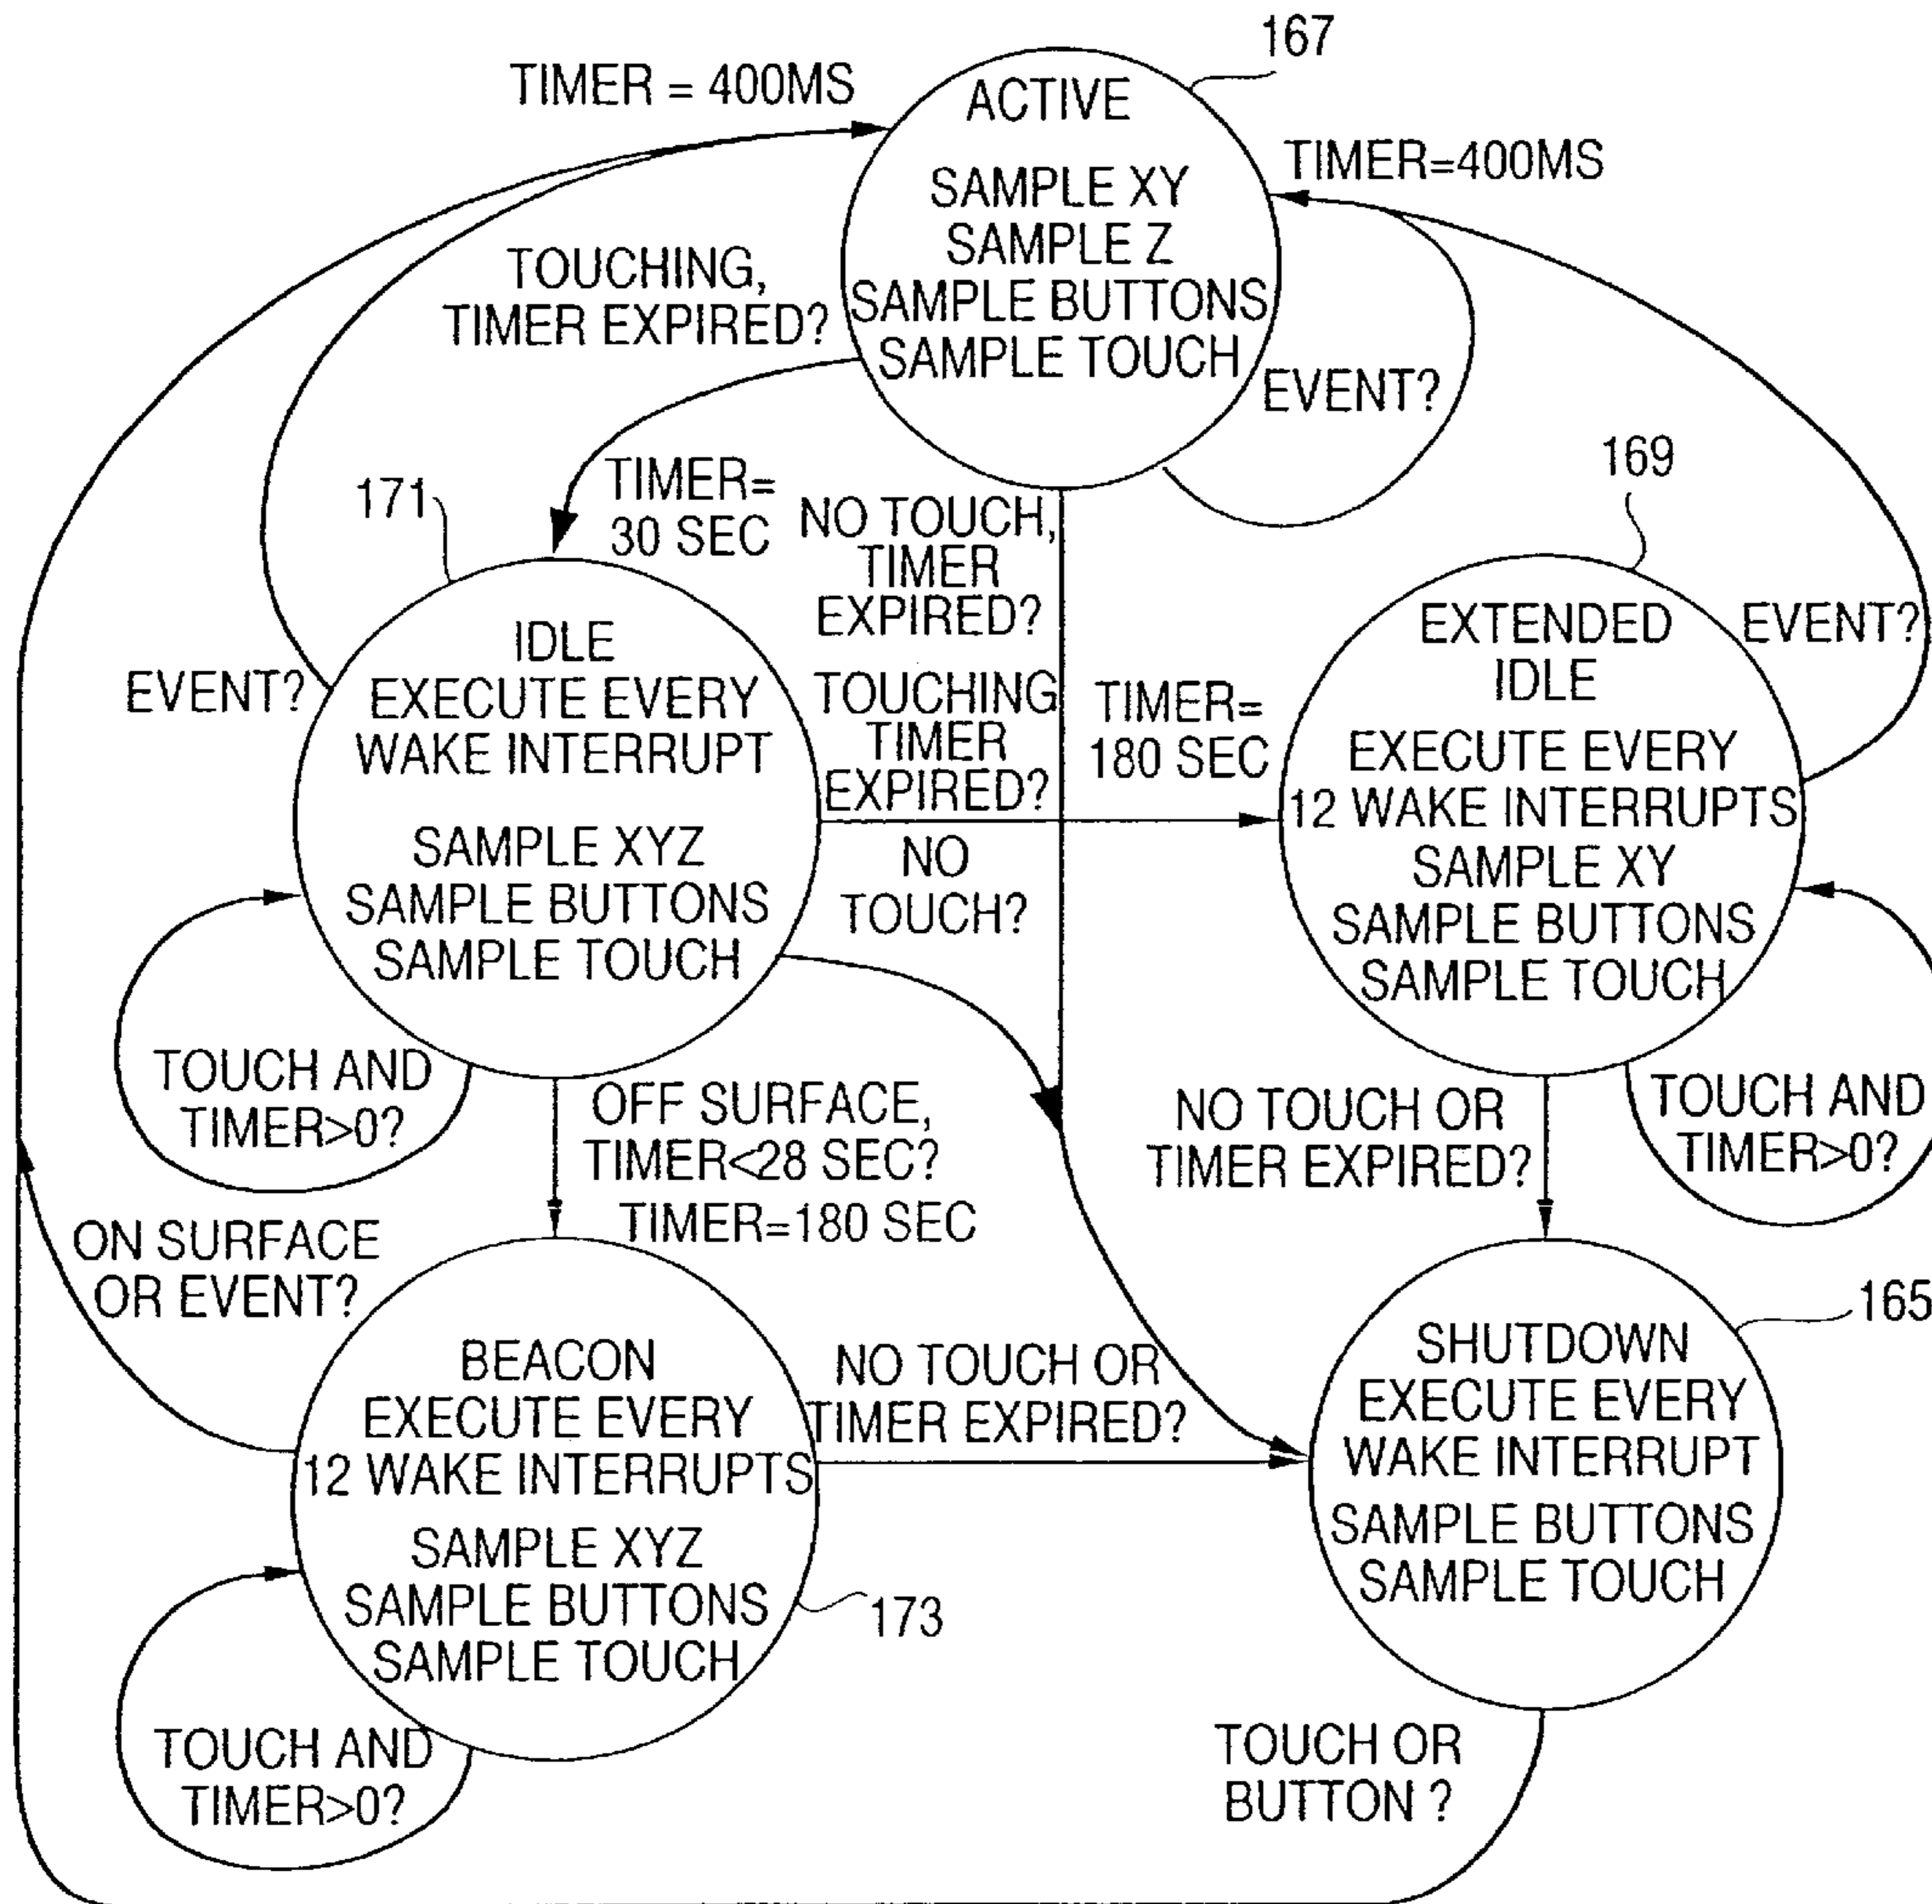 167
TIMER = 400MS
ACTIVE
SAMPLE XY
SAMPLE Z
SAMPLE BUTTONS
SAMPLE TOUCH
TIMER=400MS
TOUCHING,
TIMER EXPIRED?
EVENT?
TIMER=
30 SEC
171
NO TOUCH,
TIMER
EXPIRED?
169
IDLE
EXECUTE EVERY
WAKE INTERRUPT
SAMPLE XYZ
SAMPLE BUTTONS
SAMPLE TOUCH
EVENT?
TOUCHING
TIMER
EXPIRED?
TIMER=
180 SEC
EXTENDED
IDLE
EXECUTE EVERY
12 WAKE INTERRUPTS
SAMPLE XY
SAMPLE BUTTONS
SAMPLE TOUCH
EVENT?
NO
TOUCH?
TOUCH AND
TIMER>0?
OFF SURFACE,
TIMER<28 SEC?
TIMER=180 SEC
NO TOUCH OR
TIMER EXPIRED?
TOUCH AND
TIMER>0?
ON SURFACE
OR EVENT?
BEACON
EXECUTE EVERY
12 WAKE INTERRUPTS
SAMPLE XYZ
SAMPLE BUTTONS
SAMPLE TOUCH
173
NO TOUCH OR
TIMER EXPIRED?
165
SHUTDOWN
EXECUTE EVERY
WAKE INTERRUPT
SAMPLE BUTTONS
SAMPLE TOUCH
TOUCH AND
TIMER>0?
TOUCH OR
BUTTON ?